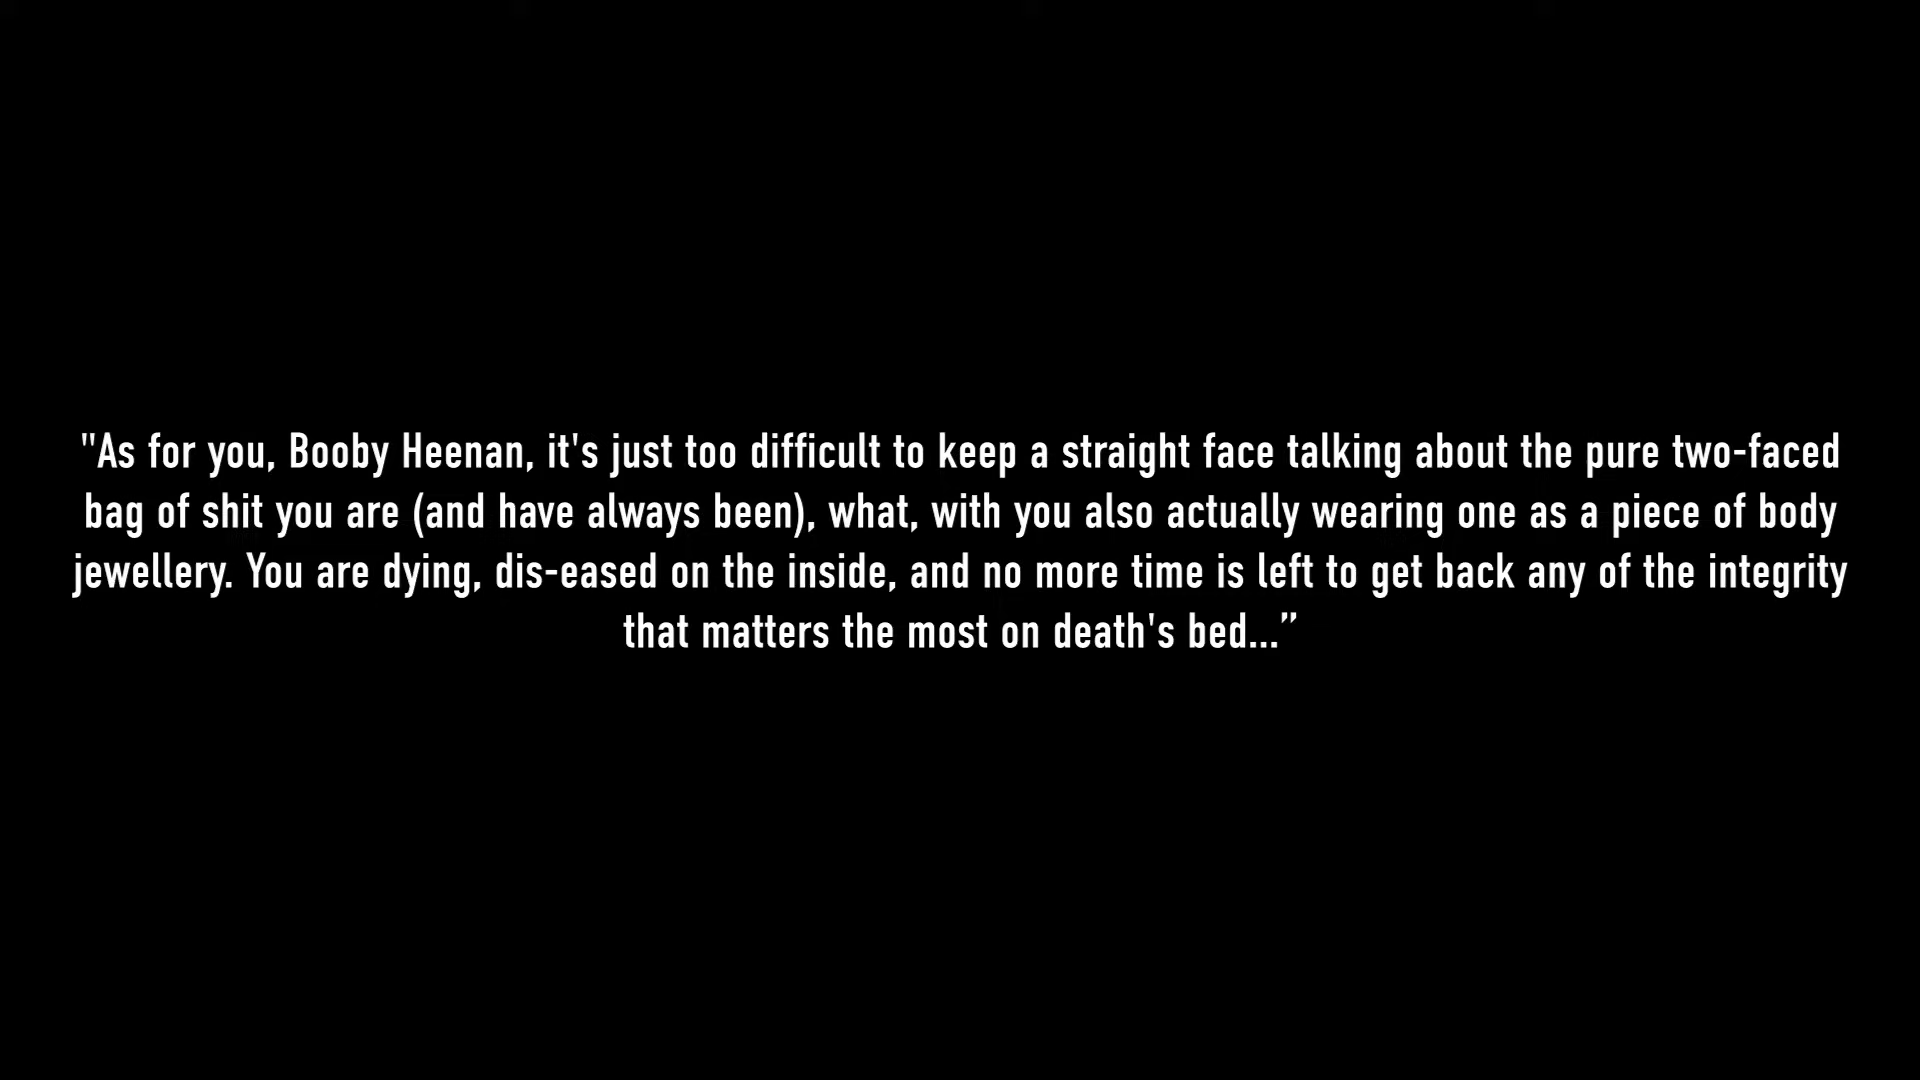 "As for you, Booby Heenan, it's just too difficult to keep a straight face talking about the pure two-faced
bag of shit you are (and have always been), what, with you also actually wearing one as a piece of body
jewellery. You are dying, dis-eased on the inside, and no more time is left to get back any of the integrity
that matters the most on death's bed...”